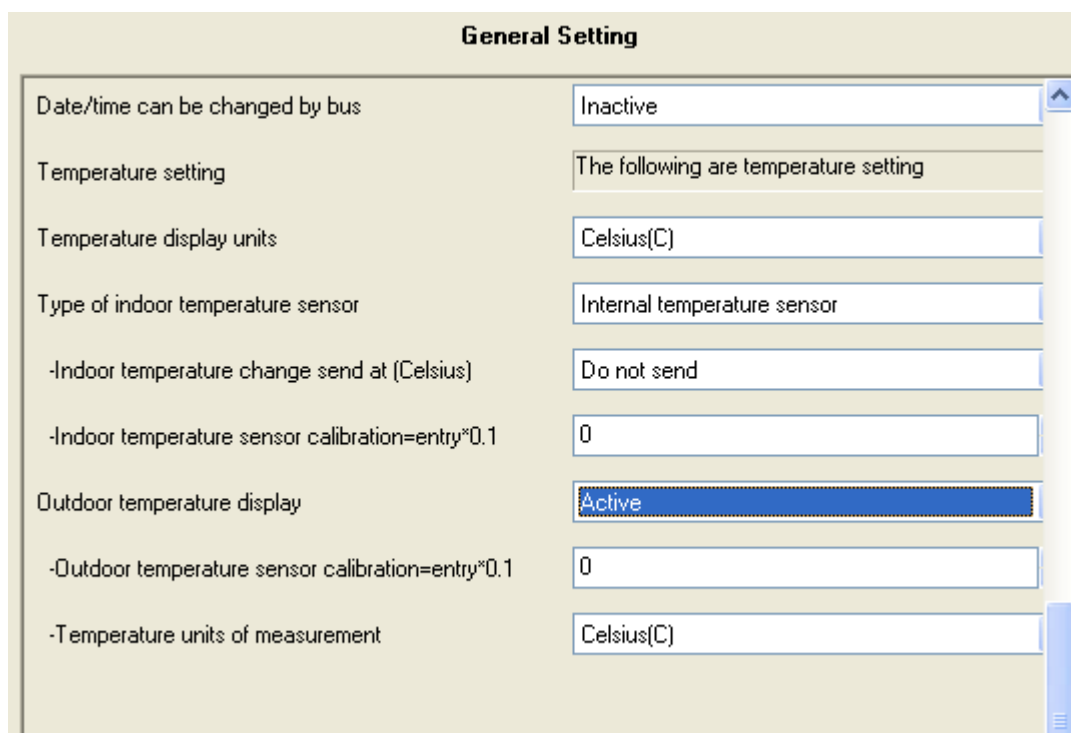 General Setting
Date/time can be changed by bus Inactive
Temperature setting The following are temperature setting
Temperature display units Celsius(C)
Type of indoor temperature sensor Internal temperature sensor
-Indoor temperature change send at (Celsius) Do not send
-Indoor temperature sensor calibration=entry*0.1 0
Outdoor temperature display Active
-Outdoor temperature sensor calibration=entry*0.1 0
-Temperature units of measurement Celsius(C)